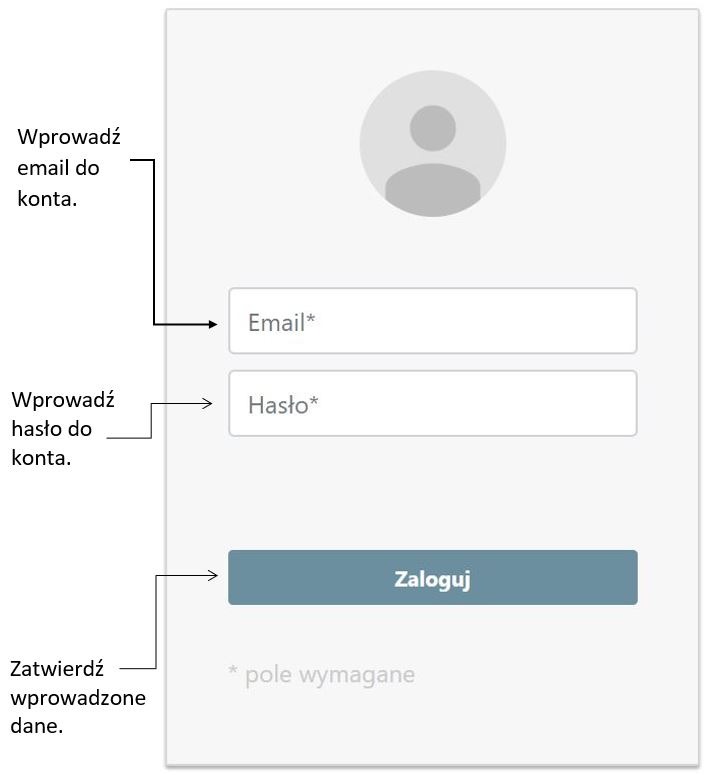 Wprowadź
email do
konta.
Email*
Wprowadź
hasło do
konta.
Hasło*
Zaloguj
Zatwierdź
wprowadzone
dane.
* pole wymagane